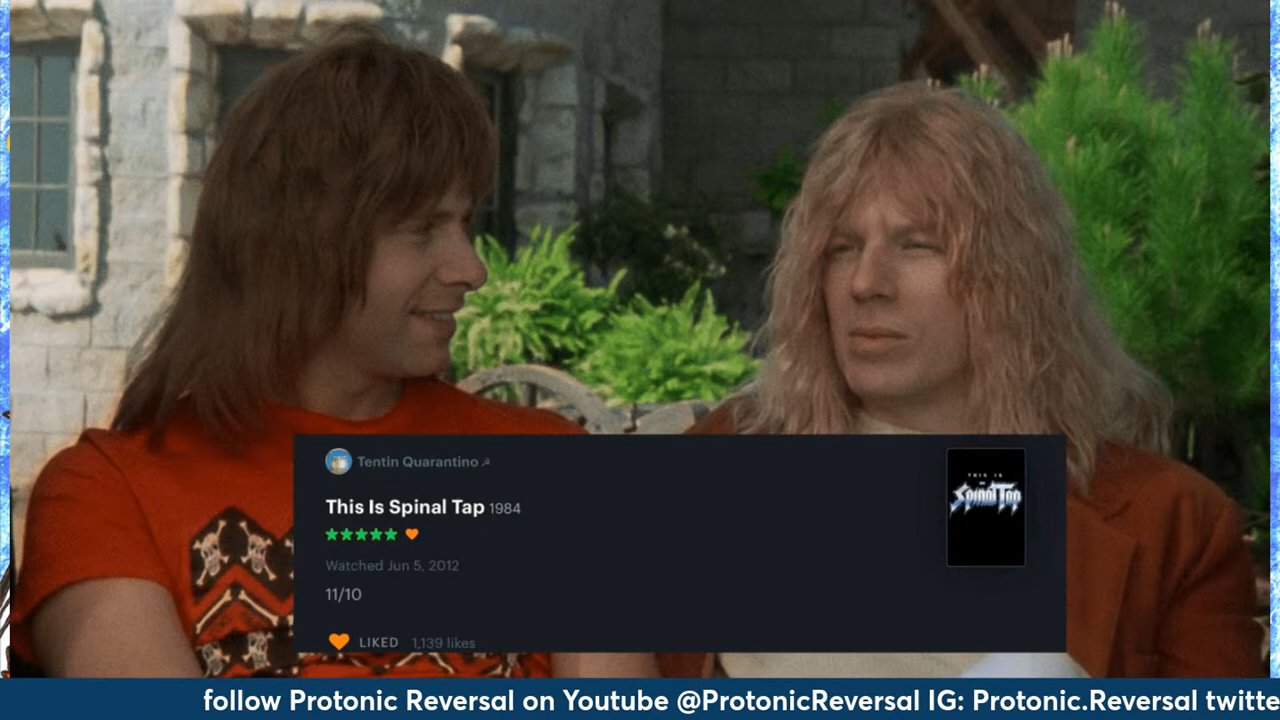 Tentin Quarantino
This Is Spinal Tap 1984
Watched Jun 5, 2012
11/10
LIKED 1,139 likes
THIS IS
Spinal Tap
follow Protonic Reversal on Youtube @ProtonicReversal IG: Protonic.Reversal twitte